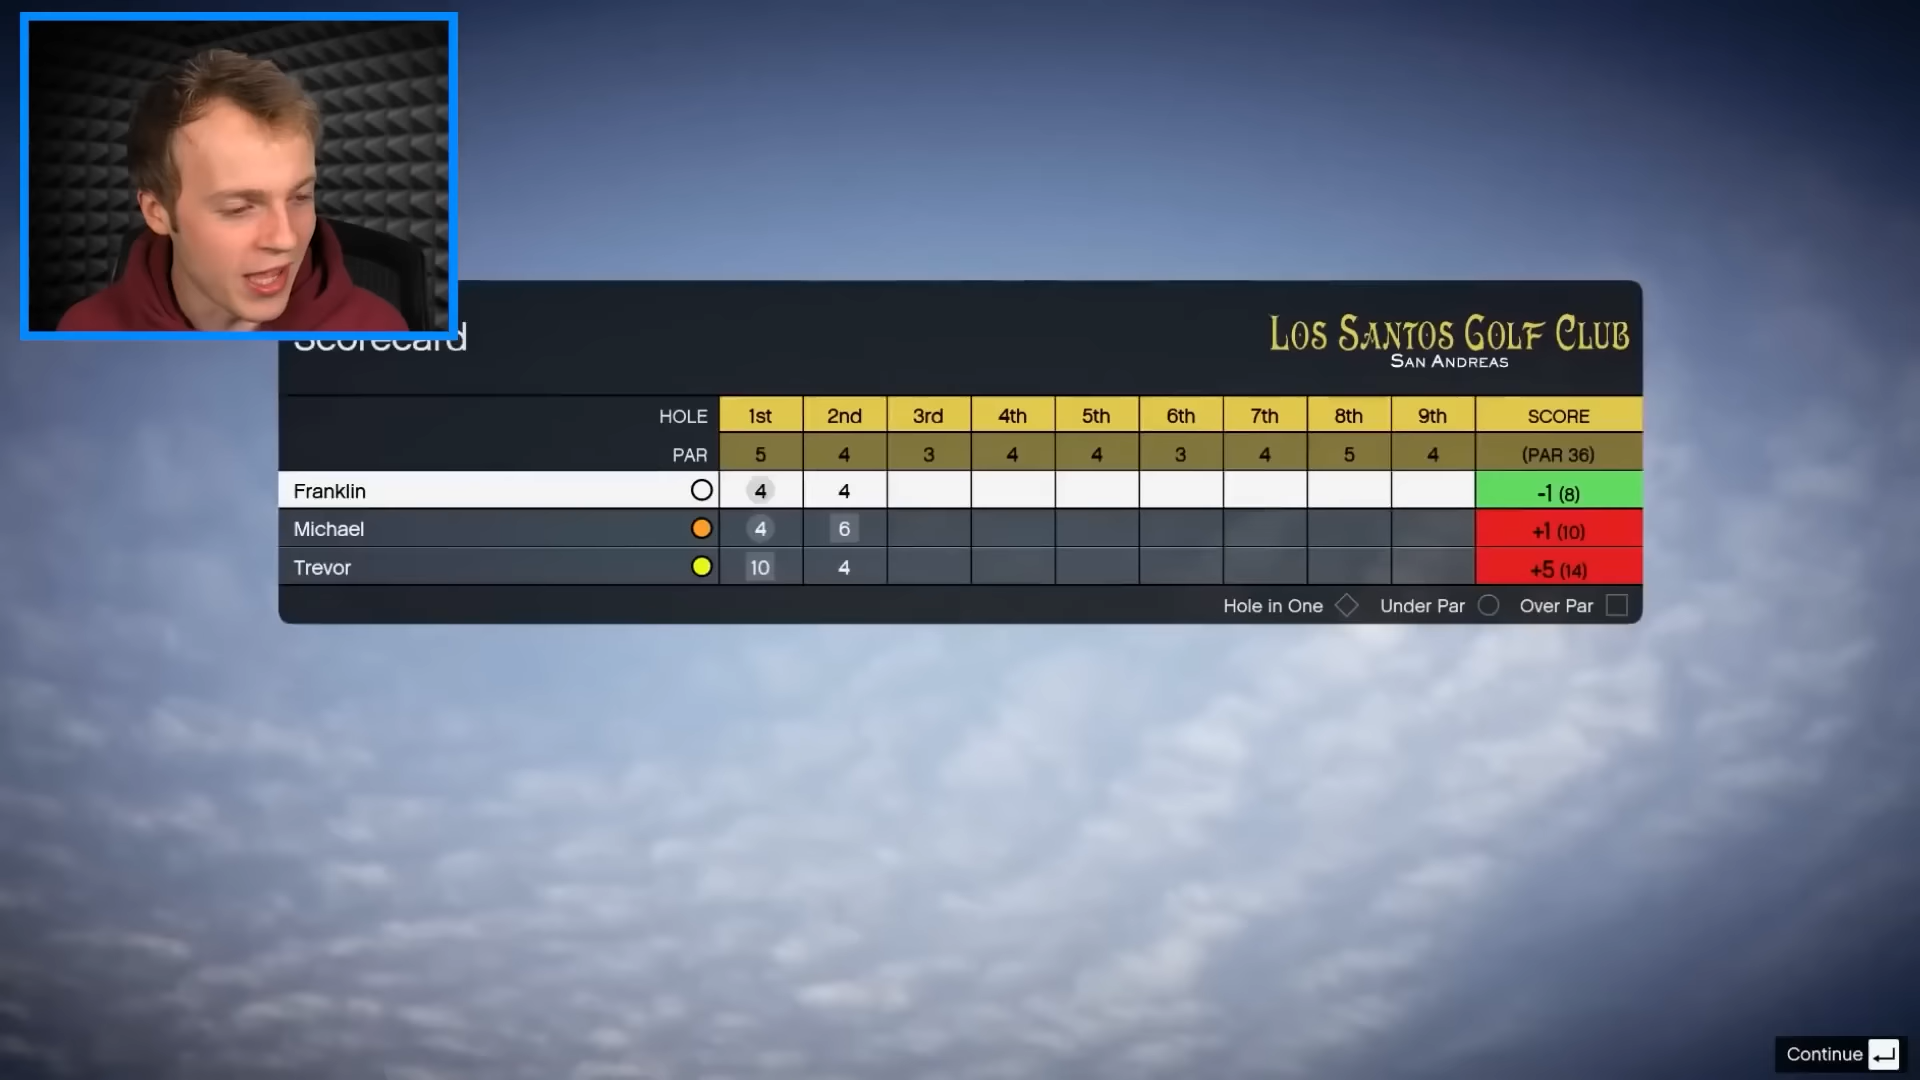 Scorecard
LOS SANTOS GOLF CLUB
SAN ANDREAS
HOLE 1st 2nd 3rd 4th 5th 6th 7th 8th 9th SCORE
PAR 5 4 3 4 4 3 4 5 4 (PAR 36)
Franklin 4 4 -1 (8)
Michael 4 6 +1 (10)
Trevor 10 4 +5 (14)
Hole in One Under Par Over Par
Continue